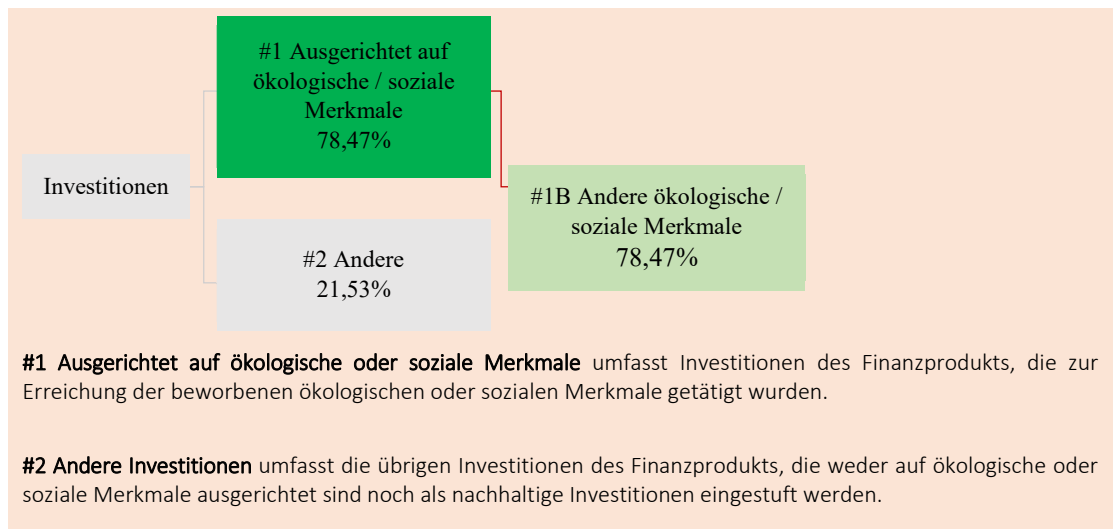 #1 Ausgerichtet auf
ökologische / soziale
Merkmale
78,47%
Investitionen
#1B Andere ökologische /
soziale Merkmale
78,47%
#2 Andere
21,53%
#1 Ausgerichtet auf ökologische oder soziale Merkmale umfasst Investitionen des Finanzprodukts, die zur
Erreichung der beworbenen ökologischen oder sozialen Merkmale getätigt wurden.
#2 Andere Investitionen umfasst die übrigen Investitionen des Finanzprodukts, die weder auf ökologische oder
soziale Merkmale ausgerichtet sind noch als nachhaltige Investitionen eingestuft werden.